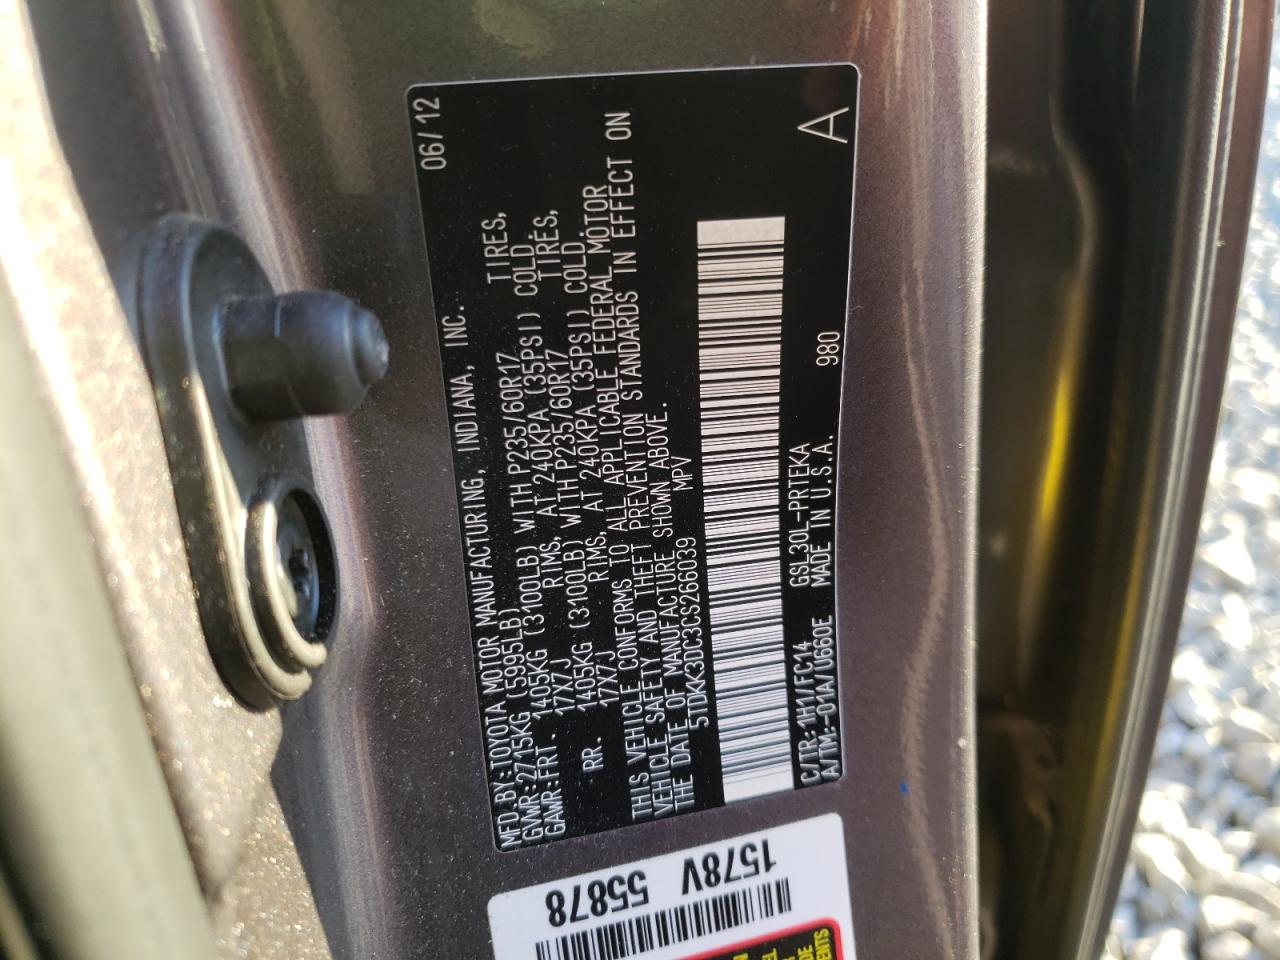 MFD BY:TOYOTA MOTOR MANUFACTURING, INDIANA, INC. 06/12
GVWR:2715KG (5995LB)
GAWR:FRT. 1405KG (3100LB) WITH P235/60R17 TIRES,
17X7J RIMS, AT 240KPA (35PSI) COLD.
RR. 1405KG (3100LB) WITH P235/60R17 TIRES,
17X7J RIMS, AT 240KPA (35PSI) COLD.
THIS VEHICLE CONFORMS TO ALL APPLICABLE FEDERAL MOTOR
VEHICLE SAFETY AND THEFT PREVENTION STANDARDS IN EFFECT ON
THE DATE OF MANUFACTURE SHOWN ABOVE.
5TDKK3DC3CS266039 MPV
C/TR:1H1/FC14 GSL30L-PRTEKA
A/TM:-01A/U660E MADE IN U.S.A. 980 A
1578V
55878